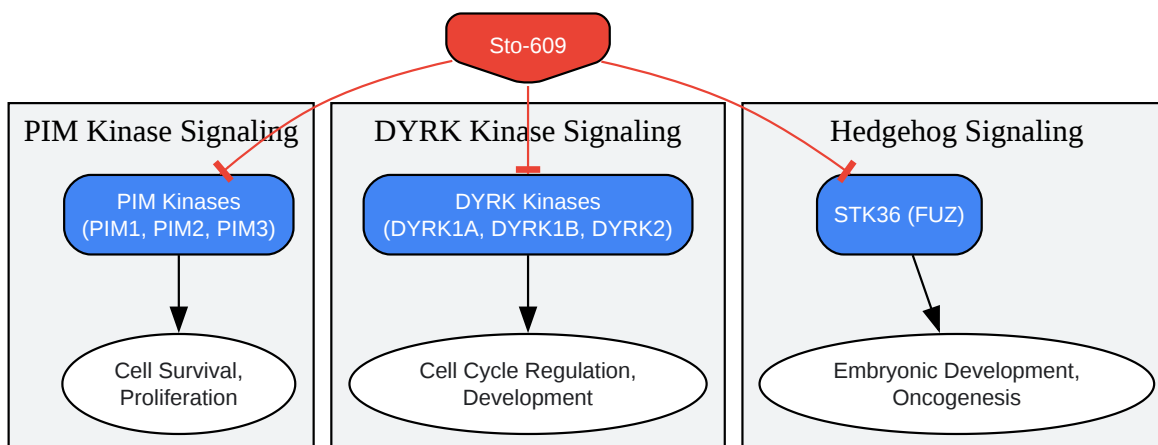 Sto-609
PIM Kinase Signaling
DYRK Kinase Signaling
Hedgehog Signaling
PIM Kinases
(PIM1, PIM2, PIM3)
DYRK Kinases
(DYRK1A, DYRK1B, DYRK2)
STK36 (FUZ)
Cell Survival,
Proliferation
Cell Cycle Regulation,
Development
Embryonic Development,
Oncogenesis